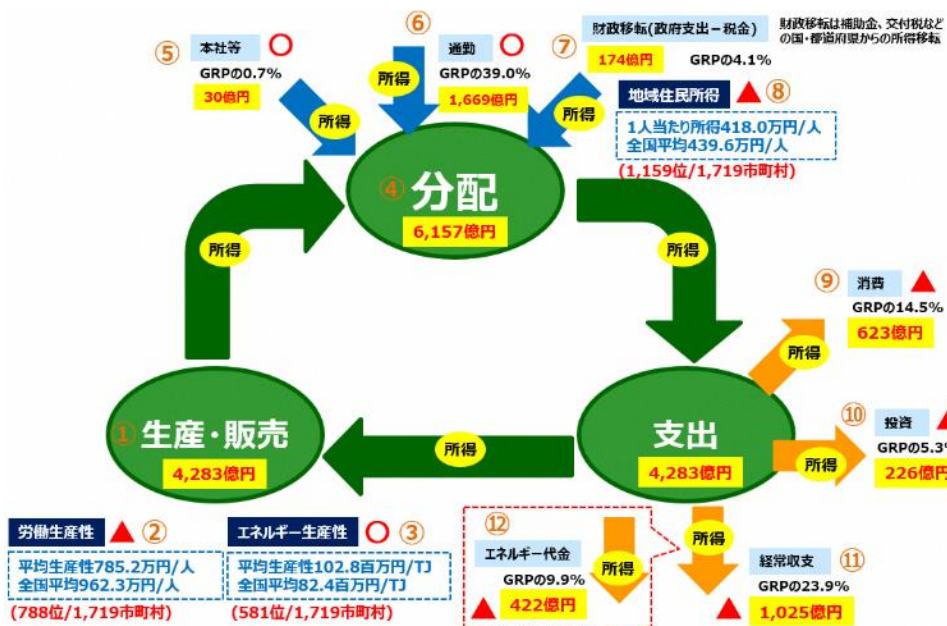 ⑤ 本社等 ○
GRPの0.7%
30億円
所得
⑥
所得
通勤 ○
GRPの39.0%
1,669億円
⑦ 財政移転(政府支出−税金)
174億円 GRPの4.1%
所得
財政移転は補助金、交付税など
の国・都道府県からの所得移転
地域住民所得 ▲ ⑧
1人当たり所得418.0万円/人
全国平均439.6万円/人
(1,159位/1,719市町村)
④ 分配
6,157億円
所得
所得
⑨ 消費 ▲
GRPの14.5%
623億円
所得
① 生産・販売
4,283億円
所得
支出
4,283億円
⑩ 投資 ▲
GRPの5.3%
226億円
所得
労働生産性 ▲ ②
平均生産性785.2万円/人
全国平均962.3万円/人
(788位/1,719市町村)
エネルギー生産性 ○ ③
平均生産性102.8百万円/TJ
全国平均82.4百万円/TJ
(581位/1,719市町村)
⑫
エネルギー代金
GRPの9.9%
▲ 422億円
所得
所得
経常収支 ⑪
GRPの23.9%
▲ 1,025億円